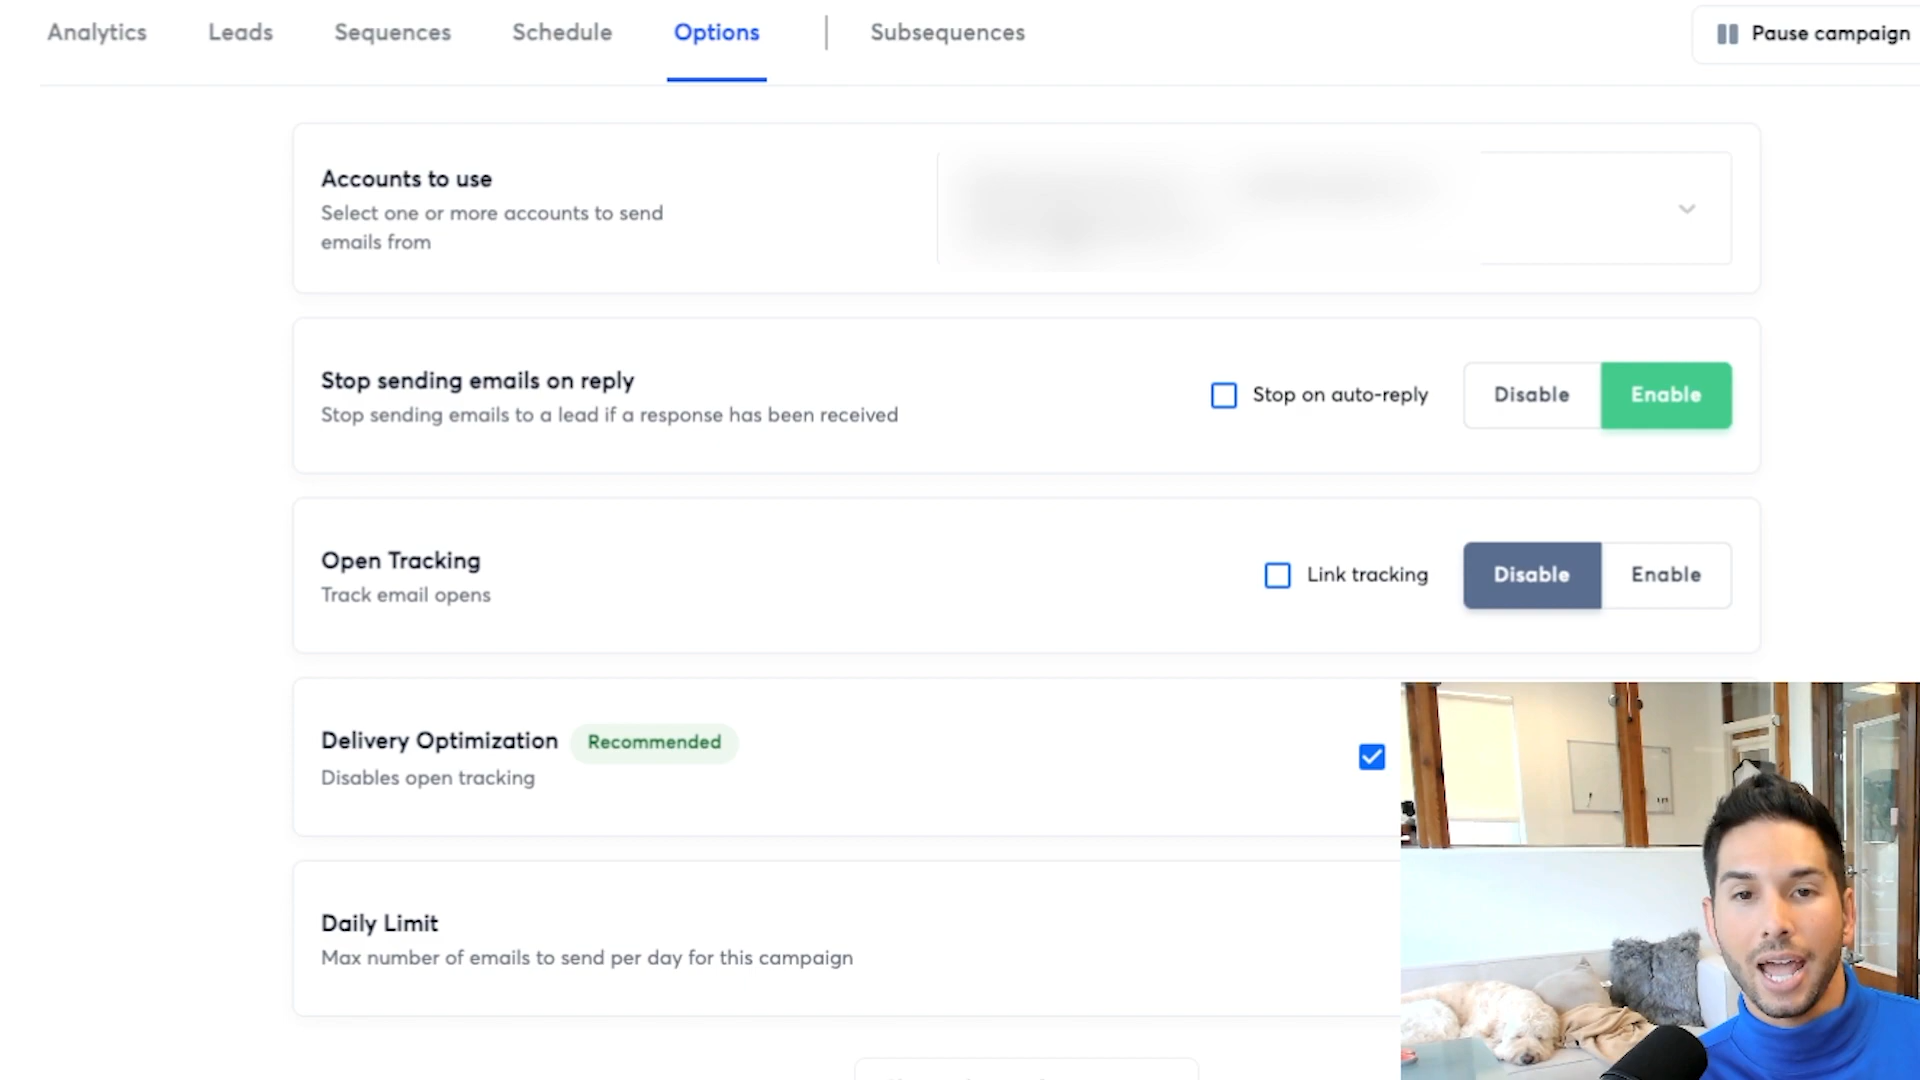 Analytics Leads Sequences Schedule Options | Subsequences Pause campaign
Accounts to use
Select one or more accounts to send
emails from
Stop sending emails on reply
Stop sending emails to a lead if a response has been received
Stop on auto-reply Disable Enable
Open Tracking
Track email opens
Link tracking Disable Enable
Delivery Optimization Recommended
Disables open tracking
Daily Limit
Max number of emails to send per day for this campaign